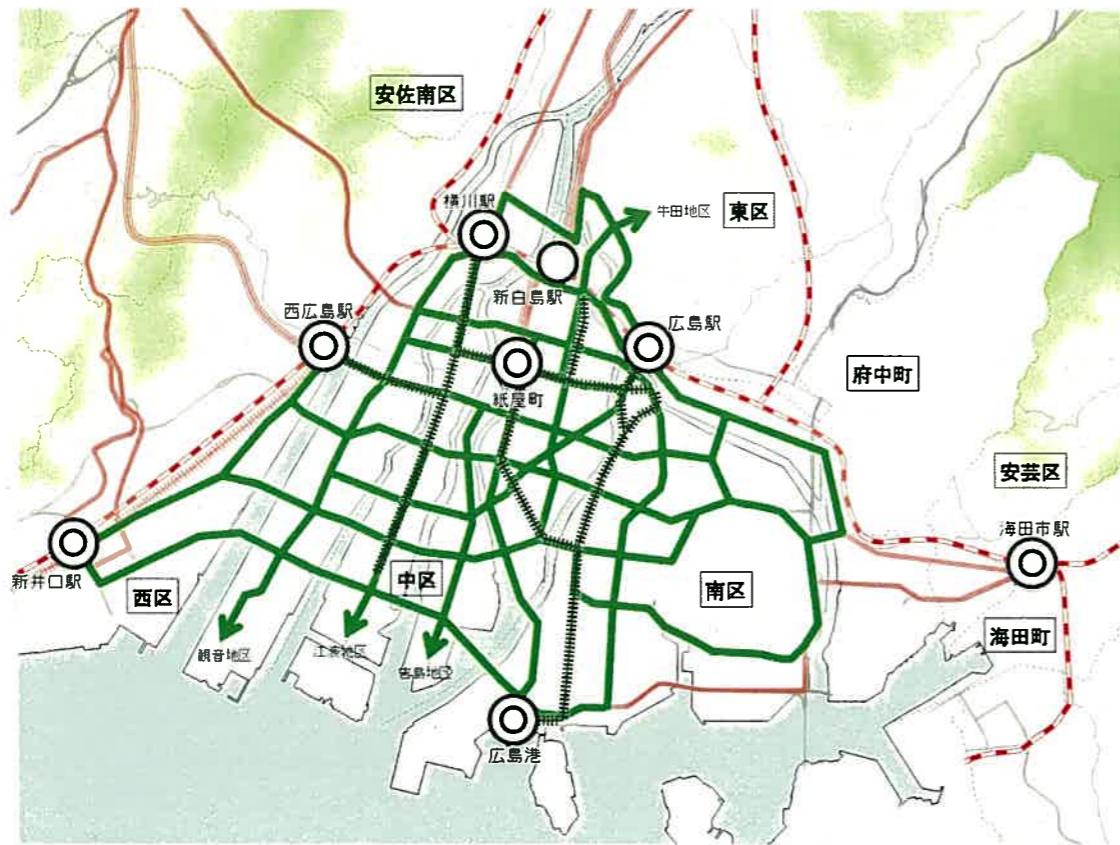 安佐南区
横川駅
牛田地区
東区
新白島駅
西広島駅
広島駅
紙屋町
府中町
安芸区
海田市駅
新井口駅
西区
中区
南区
海田町
観音地区
江波地区
吉島地区
広島港